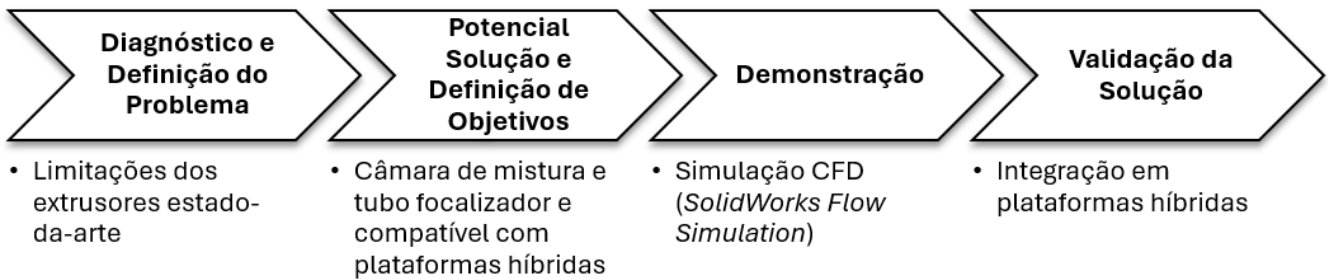 Diagnóstico e
Definição do
Problema
• Limitações dos
extrusores estado-
da-arte
Potencial
Solução e
Definição de
Objetivos
• Câmara de mistura e
tubo focalizador e
compatível com
plataformas híbridas
Demonstração
• Simulação CFD
(SolidWorks Flow
Simulation)
Validação da
Solução
• Integração em
plataformas híbridas